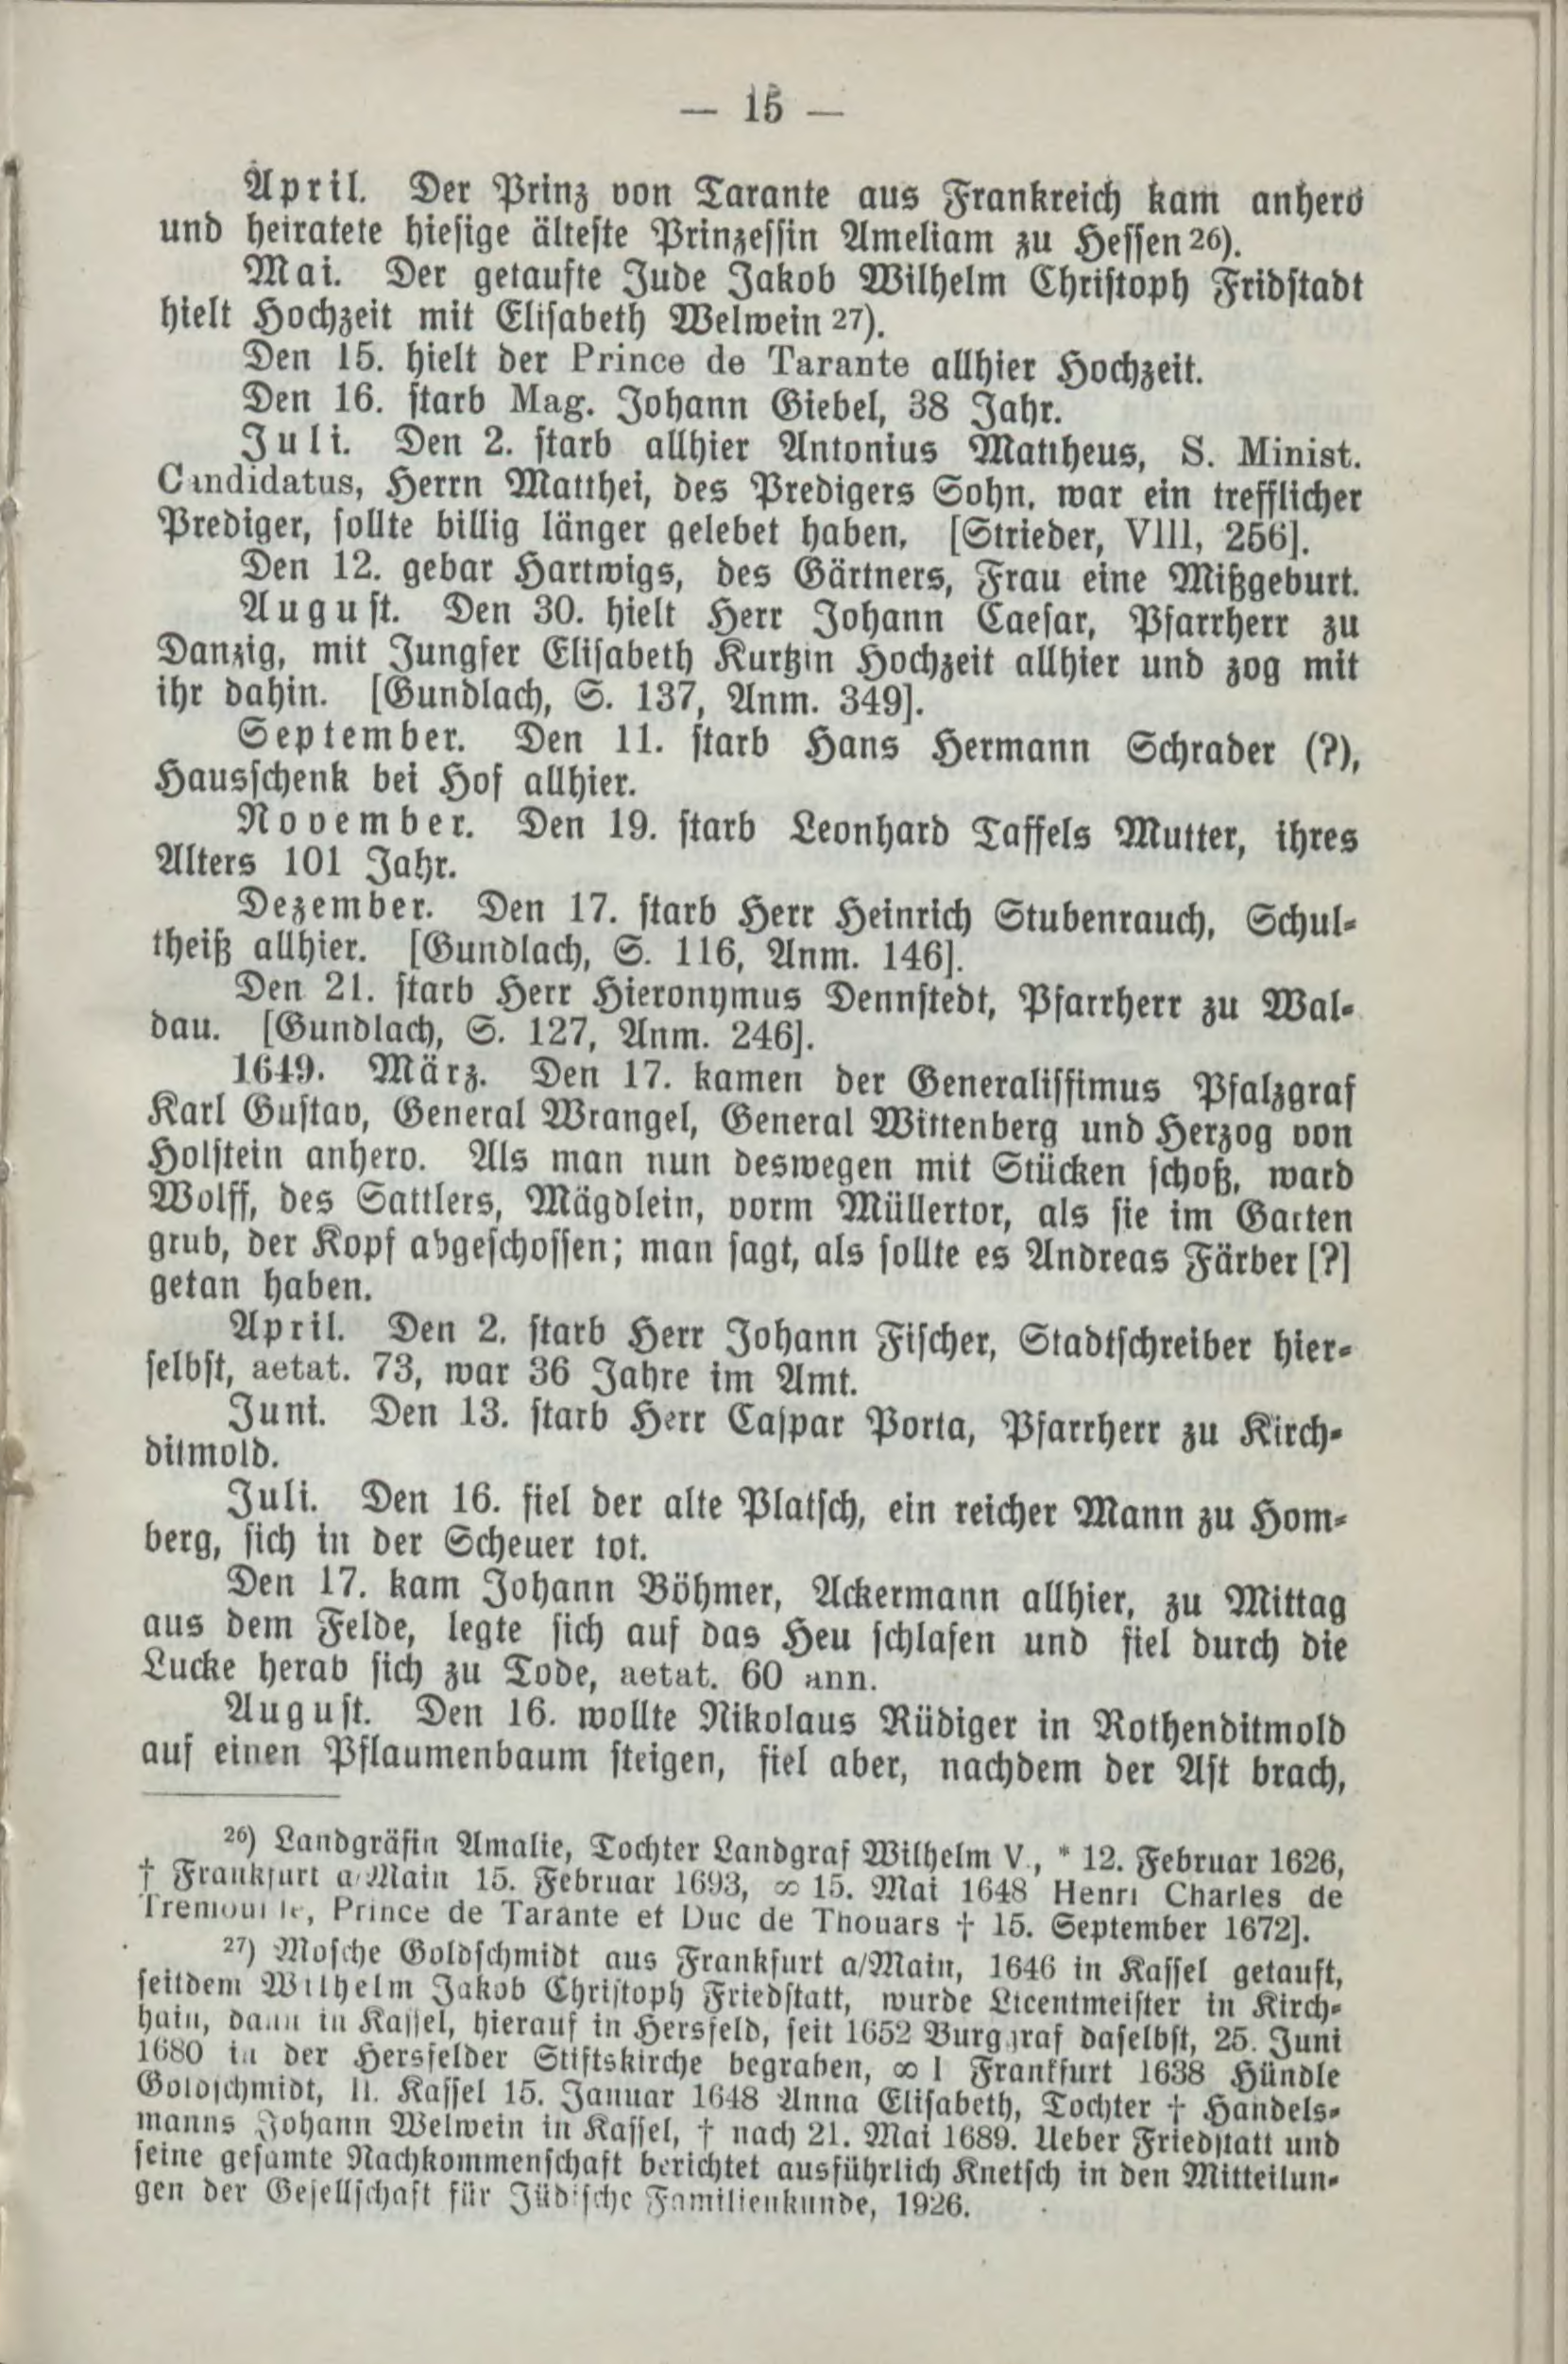 — 15 —
April. Der Prinz von Tarante aus Frankreich kam anhero
und heiratete hiesige älteste Prinzessin Ameliam zu Hessen 26).
Mai. Der getaufte Jude Jakob Wilhelm Christoph Fridstadt
hielt Hochzeit mit Elisabeth Welwein 27).
Den 15. hielt der Prince de Tarante allhier Hochzeit.
Den 16. starb Mag. Johann Giebel, 38 Jahr.
Juli. Den 2. starb allhier Antonius Mattheus, S. Minist.
Candidatus, Herrn Matthei, des Predigers Sohn, war ein trefflicher
Prediger, sollte billig länger gelebet haben. [Strieder, VIII, 256].
Den 12. gebar Hartwigs, des Gärtners, Frau eine Mißgeburt.
August. Den 30. hielt Herr Johann Caesar, Pfarrherr zu
Danzig, mit Jungfer Elisabeth Kurtzin Hochzeit allhier und zog mit
ihr dahin. [Gundlach, S. 137, Anm. 349].
September. Den 11. starb Hans Hermann Schrader (?),
Hausschenk bei Hof allhier.
November. Den 19. starb Leonhard Taffels Mutter, ihres
Alters 101 Jahr.
Dezember. Den 17. starb Herr Heinrich Stubenrauch, Schul-
theiß allhier. [Gundlach, S. 116, Anm. 146].
Den 21. starb Herr Hieronymus Dennstedt, Pfarrherr zu Wal-
dau. [Gundlach, S. 127, Anm. 246].
1649. März. Den 17. kamen der Generalissimus Pfalzgraf
Karl Gustav, General Wrangel, General Wittenberg und Herzog von
Holstein anhero. Als man nun deswegen mit Stücken schoß, ward
Wolff, des Sattlers, Mägdlein, vorm Müllertor, als sie im Garten
grub, der Kopf abgeschossen; man sagt, als sollte es Andreas Färber [?]
getan haben.
April. Den 2. starb Herr Johann Fischer, Stadtschreiber hier-
selbst, aetat. 73, war 36 Jahre im Amt.
Juni. Den 13. starb Herr Caspar Porta, Pfarrherr zu Kirch-
ditmold.
Juli. Den 16. fiel der alte Platsch, ein reicher Mann zu Hom-
berg, sich in der Scheuer tot.
Den 17. kam Johann Böhmer, Ackermann allhier, zu Mittag
aus dem Felde, legte sich auf das Heu schlafen und fiel durch die
Lucke herab sich zu Tode, aetat. 60 ann.
August. Den 16. wollte Nikolaus Rüdiger in Rothenditmold
auf einen Pflaumenbaum steigen, fiel aber, nachdem der Ast brach,
26) Landgräfin Amalie, Tochter Landgraf Wilhelm V., * 12. Februar 1626,
† Frankfurt a/Main 15. Februar 1693, ∞ 15. Mai 1648 Henri Charles de
Tremouille, Prince de Tarante et Duc de Thouars † 15. September 1672].
27) Mosche Goldschmidt aus Frankfurt a/Main, 1646 in Kassel getauft,
seitdem Wilhelm Jakob Christoph Friedstatt, wurde Licentmeister in Kirch-
hain, dann in Kassel, hierauf in Hersfeld, seit 1652 Burggraf daselbst, 25. Juni
1680 in der Hersfelder Stiftskirche begraben, ∞ I Frankfurt 1638 Hündle
Goldschmidt, II. Kassel 15. Januar 1648 Anna Elisabeth, Tochter † Handels-
manns Johann Welwein in Kassel, † nach 21. Mai 1689. Ueber Friedstatt und
seine gesamte Nachkommenschaft berichtet ausführlich Knetsch in den Mitteilun-
gen der Gesellschaft für Jüdische Familienkunde, 1926.